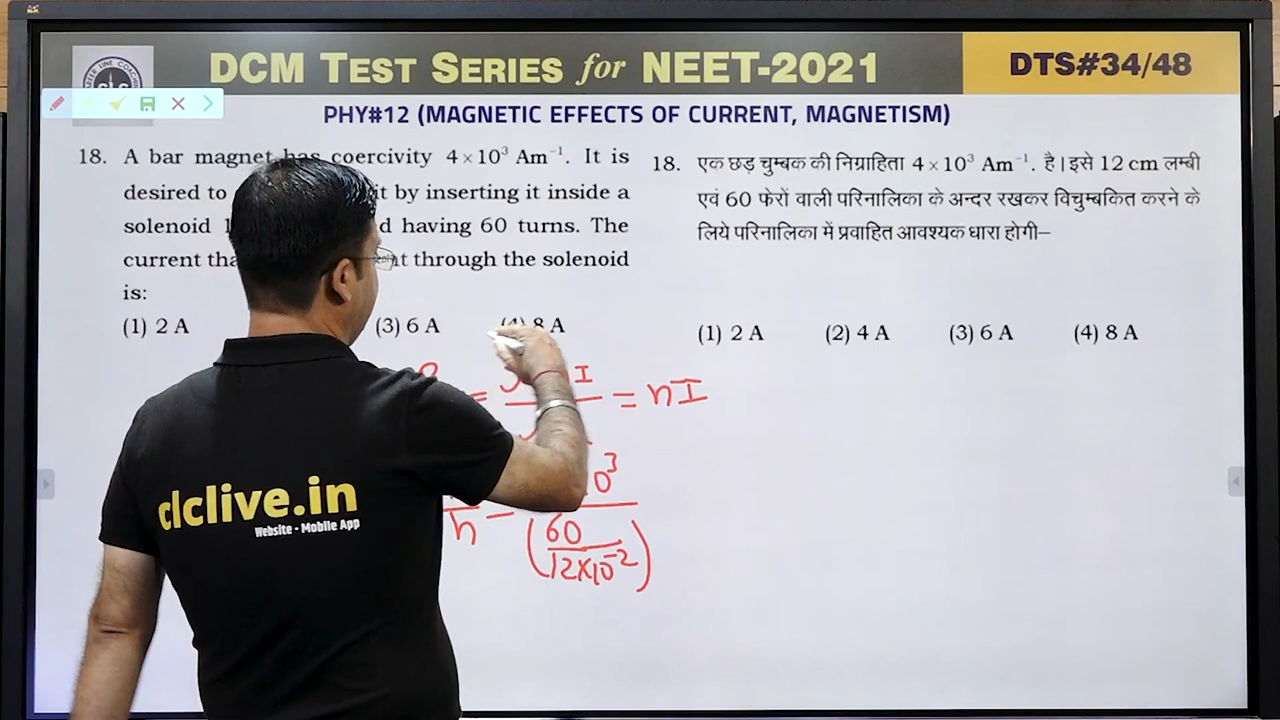 DCM TEST SERIES for NEET-2021
DTS#34/48
PHY#12 (MAGNETIC EFFECTS OF CURRENT, MAGNETISM)
18. A bar magnet has coercivity 4 × 10³ Am⁻¹. It is
desired to it by inserting it inside a
solenoid d having 60 turns. The
current through the solenoid
is:
(1) 2 A (3) 6 A (4) 8 A
18. एक छड़ चुम्बक की निग्राहिता 4 × 10³ Am⁻¹. है। इसे 12 cm लम्बी
एवं 60 फेरों वाली परिनालिका के अन्दर रखकर विचुम्बकित करने के
लिये परिनालिका में प्रवाहित आवश्यक धारा होगी–
(1) 2 A (2) 4 A (3) 6 A (4) 8 A
= I = nI
n = 0³
(60 / 12×10⁻²)
clclive.in
Website - Mobile App